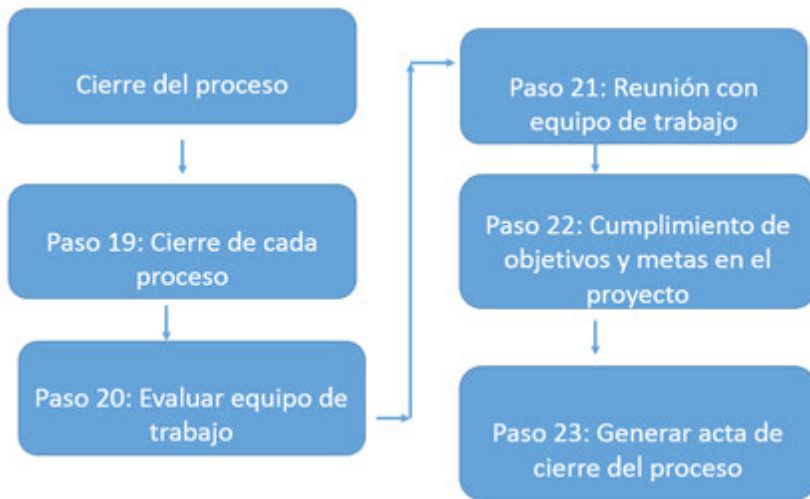 Cierre del proceso
Paso 19: Cierre de cada
proceso
Paso 20: Evaluar equipo de
trabajo
Paso 21: Reunión con
equipo de trabajo
Paso 22: Cumplimiento de
objetivos y metas en el
proyecto
Paso 23: Generar acta de
cierre del proceso